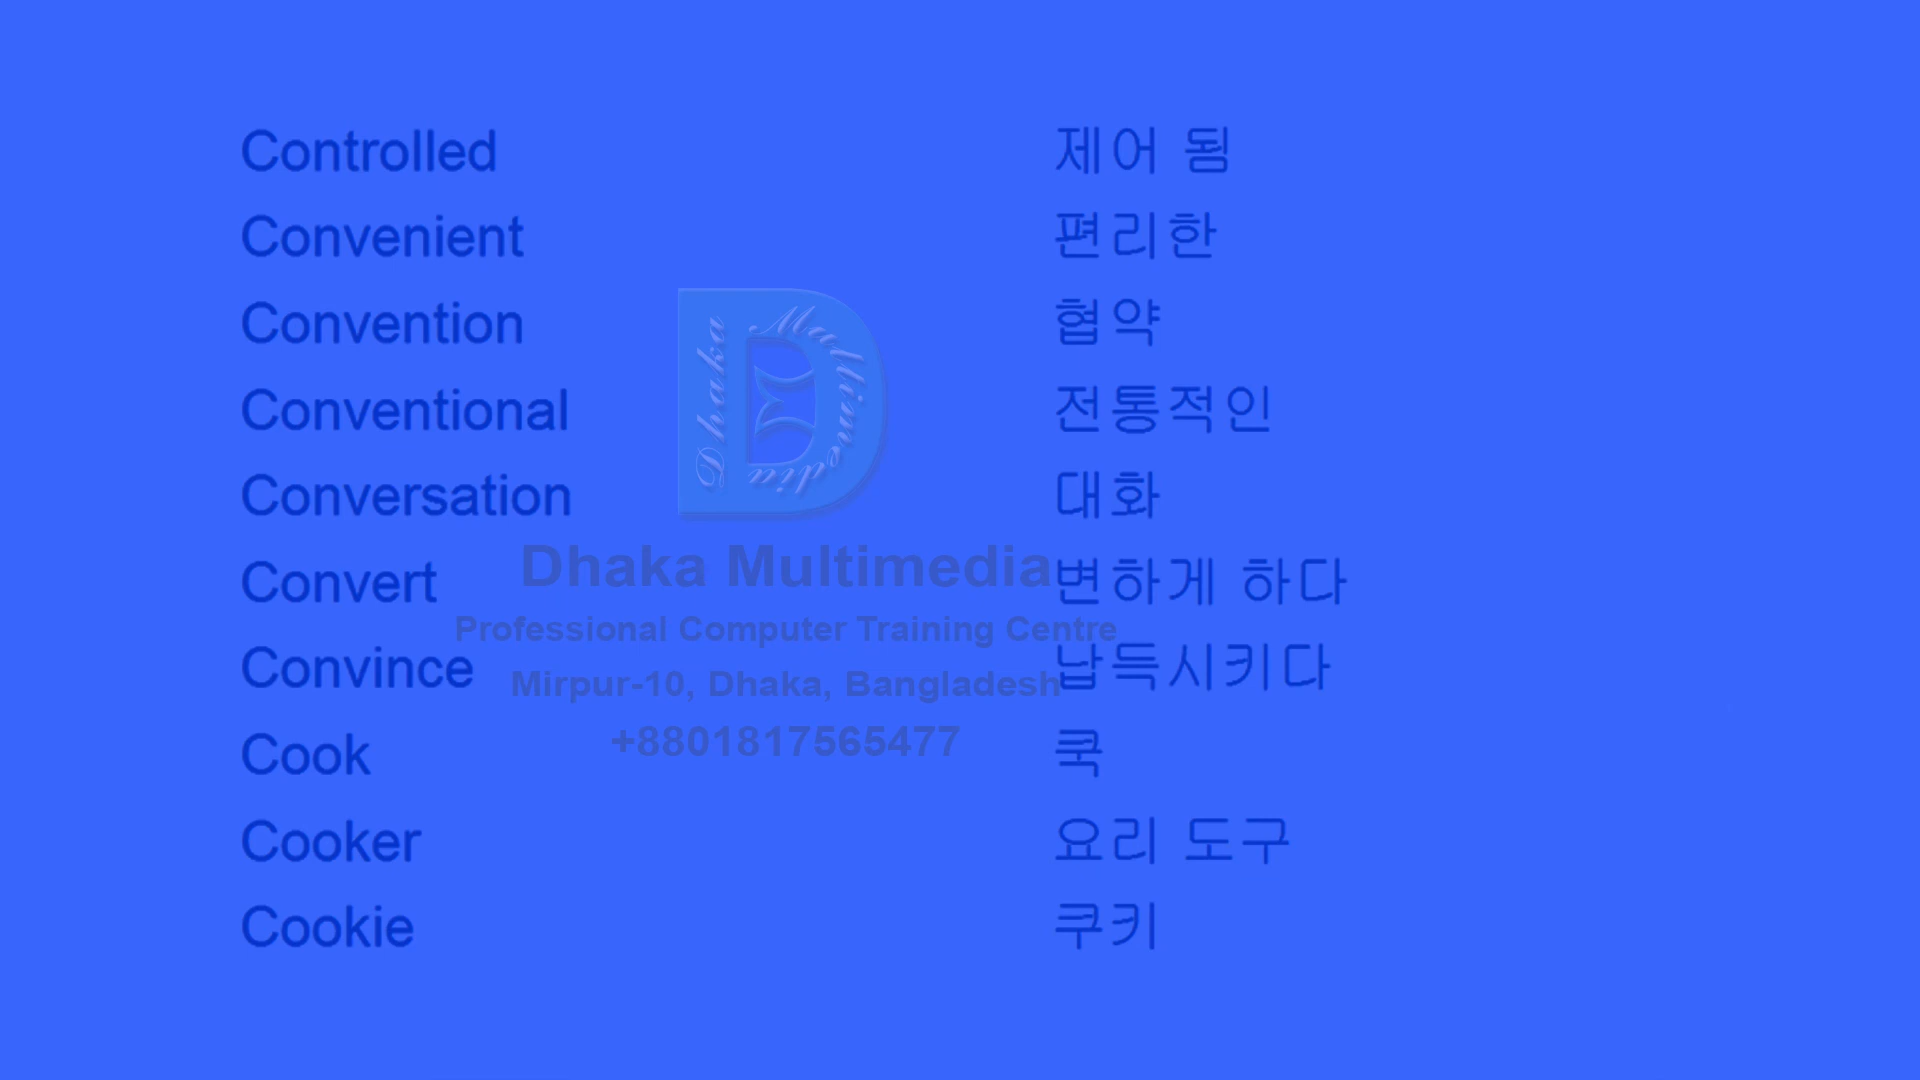 Controlled 제어 됨
Convenient 편리한
Convention 협약
Conventional 전통적인
Conversation 대화
Convert 변하게 하다
Convince 납득시키다
Cook 쿡
Cooker 요리 도구
Cookie 쿠키
Dhaka Multimedia
Dhaka Multimedia
Professional Computer Training Centre
Mirpur-10, Dhaka, Bangladesh
+8801817565477